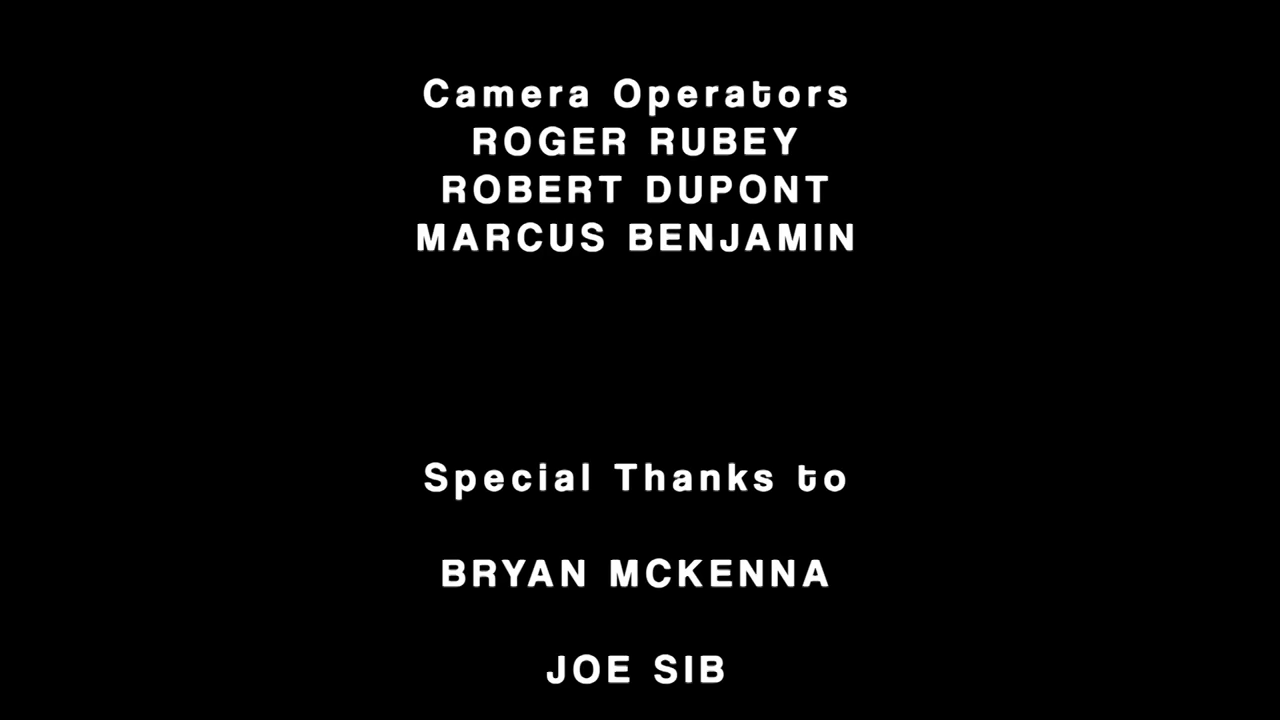 Camera Operators
ROGER RUBEY
ROBERT DUPONT
MARCUS BENJAMIN
Special Thanks to
BRYAN MCKENNA
JOE SIB